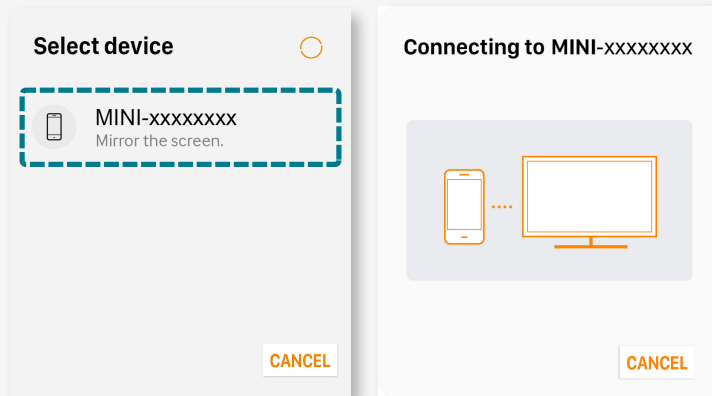 Select device
MINI-xxxxxxxx
Mirror the screen.
CANCEL
Connecting to MINI-xxxxxxxx
CANCEL